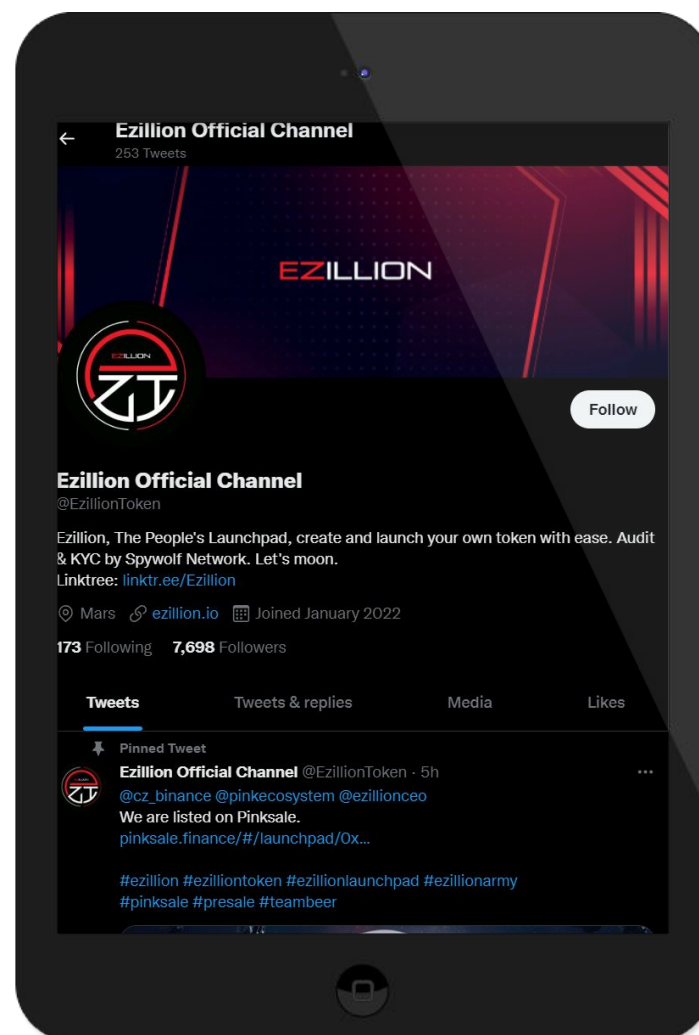 Ezillion Official Channel
253 Tweets
EZILLION
EZILLION
Follow
Ezillion Official Channel
@EzillionToken
Ezillion, The People's Launchpad, create and launch your own token with ease. Audit
& KYC by Spywolf Network. Let's moon.
Linktree: linktr.ee/Ezillion
Mars ezillion.io Joined January 2022
173 Following 7,698 Followers
Tweets Tweets & replies Media Likes
Pinned Tweet
Ezillion Official Channel @EzillionToken · 5h
@cz_binance @pinkecosystem @ezillionceo
We are listed on Pinksale.
pinksale.finance/#/launchpad/0x...
#ezillion #ezilliontoken #ezillionlaunchpad #ezillionarmy
#pinksale #presale #teambeer